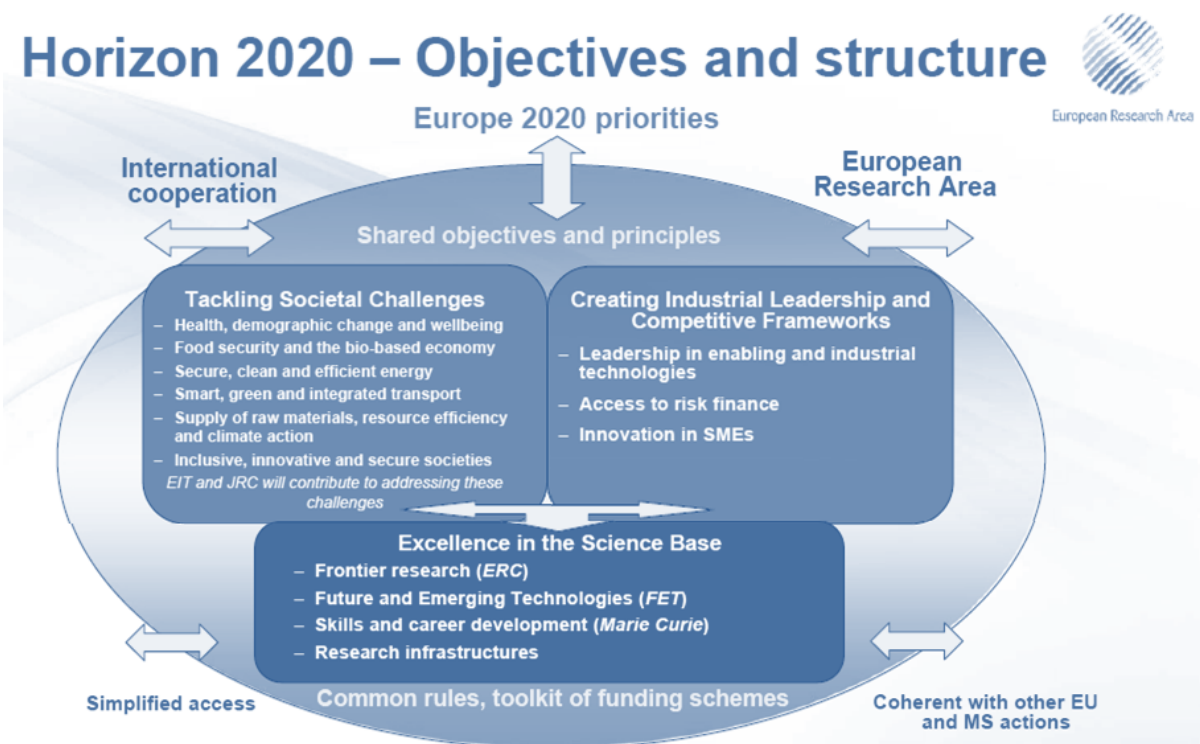 Horizon 2020 – Objectives and structure
European Research Area
Europe 2020 priorities
International
cooperation
European
Research Area
Shared objectives and principles
Tackling Societal Challenges
– Health, demographic change and wellbeing
– Food security and the bio-based economy
– Secure, clean and efficient energy
– Smart, green and integrated transport
– Supply of raw materials, resource efficiency
and climate action
– Inclusive, innovative and secure societies
EIT and JRC will contribute to addressing these
challenges
Creating Industrial Leadership and
Competitive Frameworks
– Leadership in enabling and industrial
technologies
– Access to risk finance
– Innovation in SMEs
Excellence in the Science Base
– Frontier research (ERC)
– Future and Emerging Technologies (FET)
– Skills and career development (Marie Curie)
– Research infrastructures
Simplified access
Common rules, toolkit of funding schemes
Coherent with other EU
and MS actions